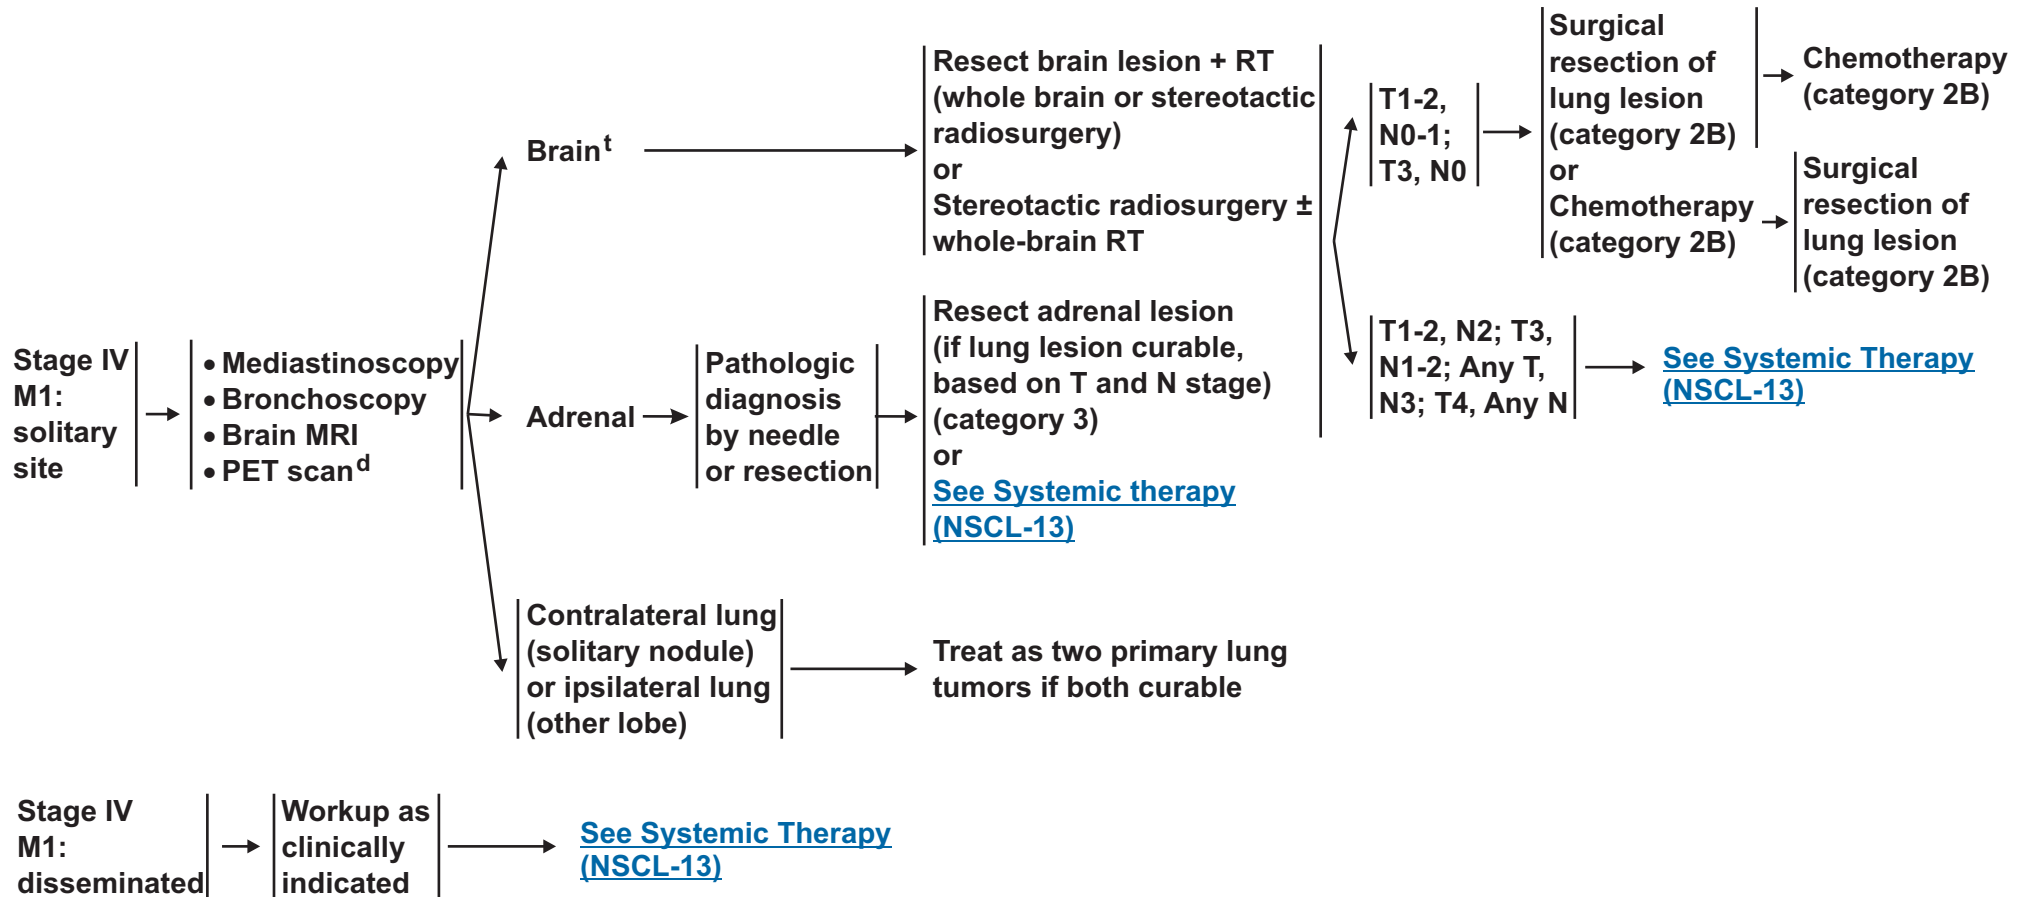 Stage IV
M1:
solitary
site
• Mediastinoscopy
• Bronchoscopy
• Brain MRI
• PET scan d
Brain t
Resect brain lesion + RT
(whole brain or stereotactic
radiosurgery)
or
Stereotactic radiosurgery ±
whole-brain RT
Adrenal
Pathologic
diagnosis
by needle
or resection
Resect adrenal lesion
(if lung lesion curable,
based on T and N stage)
(category 3)
or
See Systemic therapy
(NSCL-13)
T1-2,
N0-1;
T3, N0
Surgical
resection of
lung lesion
(category 2B)
or
Chemotherapy
(category 2B)
Chemotherapy
(category 2B)
Surgical
resection of
lung lesion
(category 2B)
T1-2, N2; T3,
N1-2; Any T,
N3; T4, Any N
See Systemic Therapy
(NSCL-13)
Contralateral lung
(solitary nodule)
or ipsilateral lung
(other lobe)
Treat as two primary lung
tumors if both curable
Stage IV
M1:
disseminated
Workup as
clinically
indicated
See Systemic Therapy
(NSCL-13)